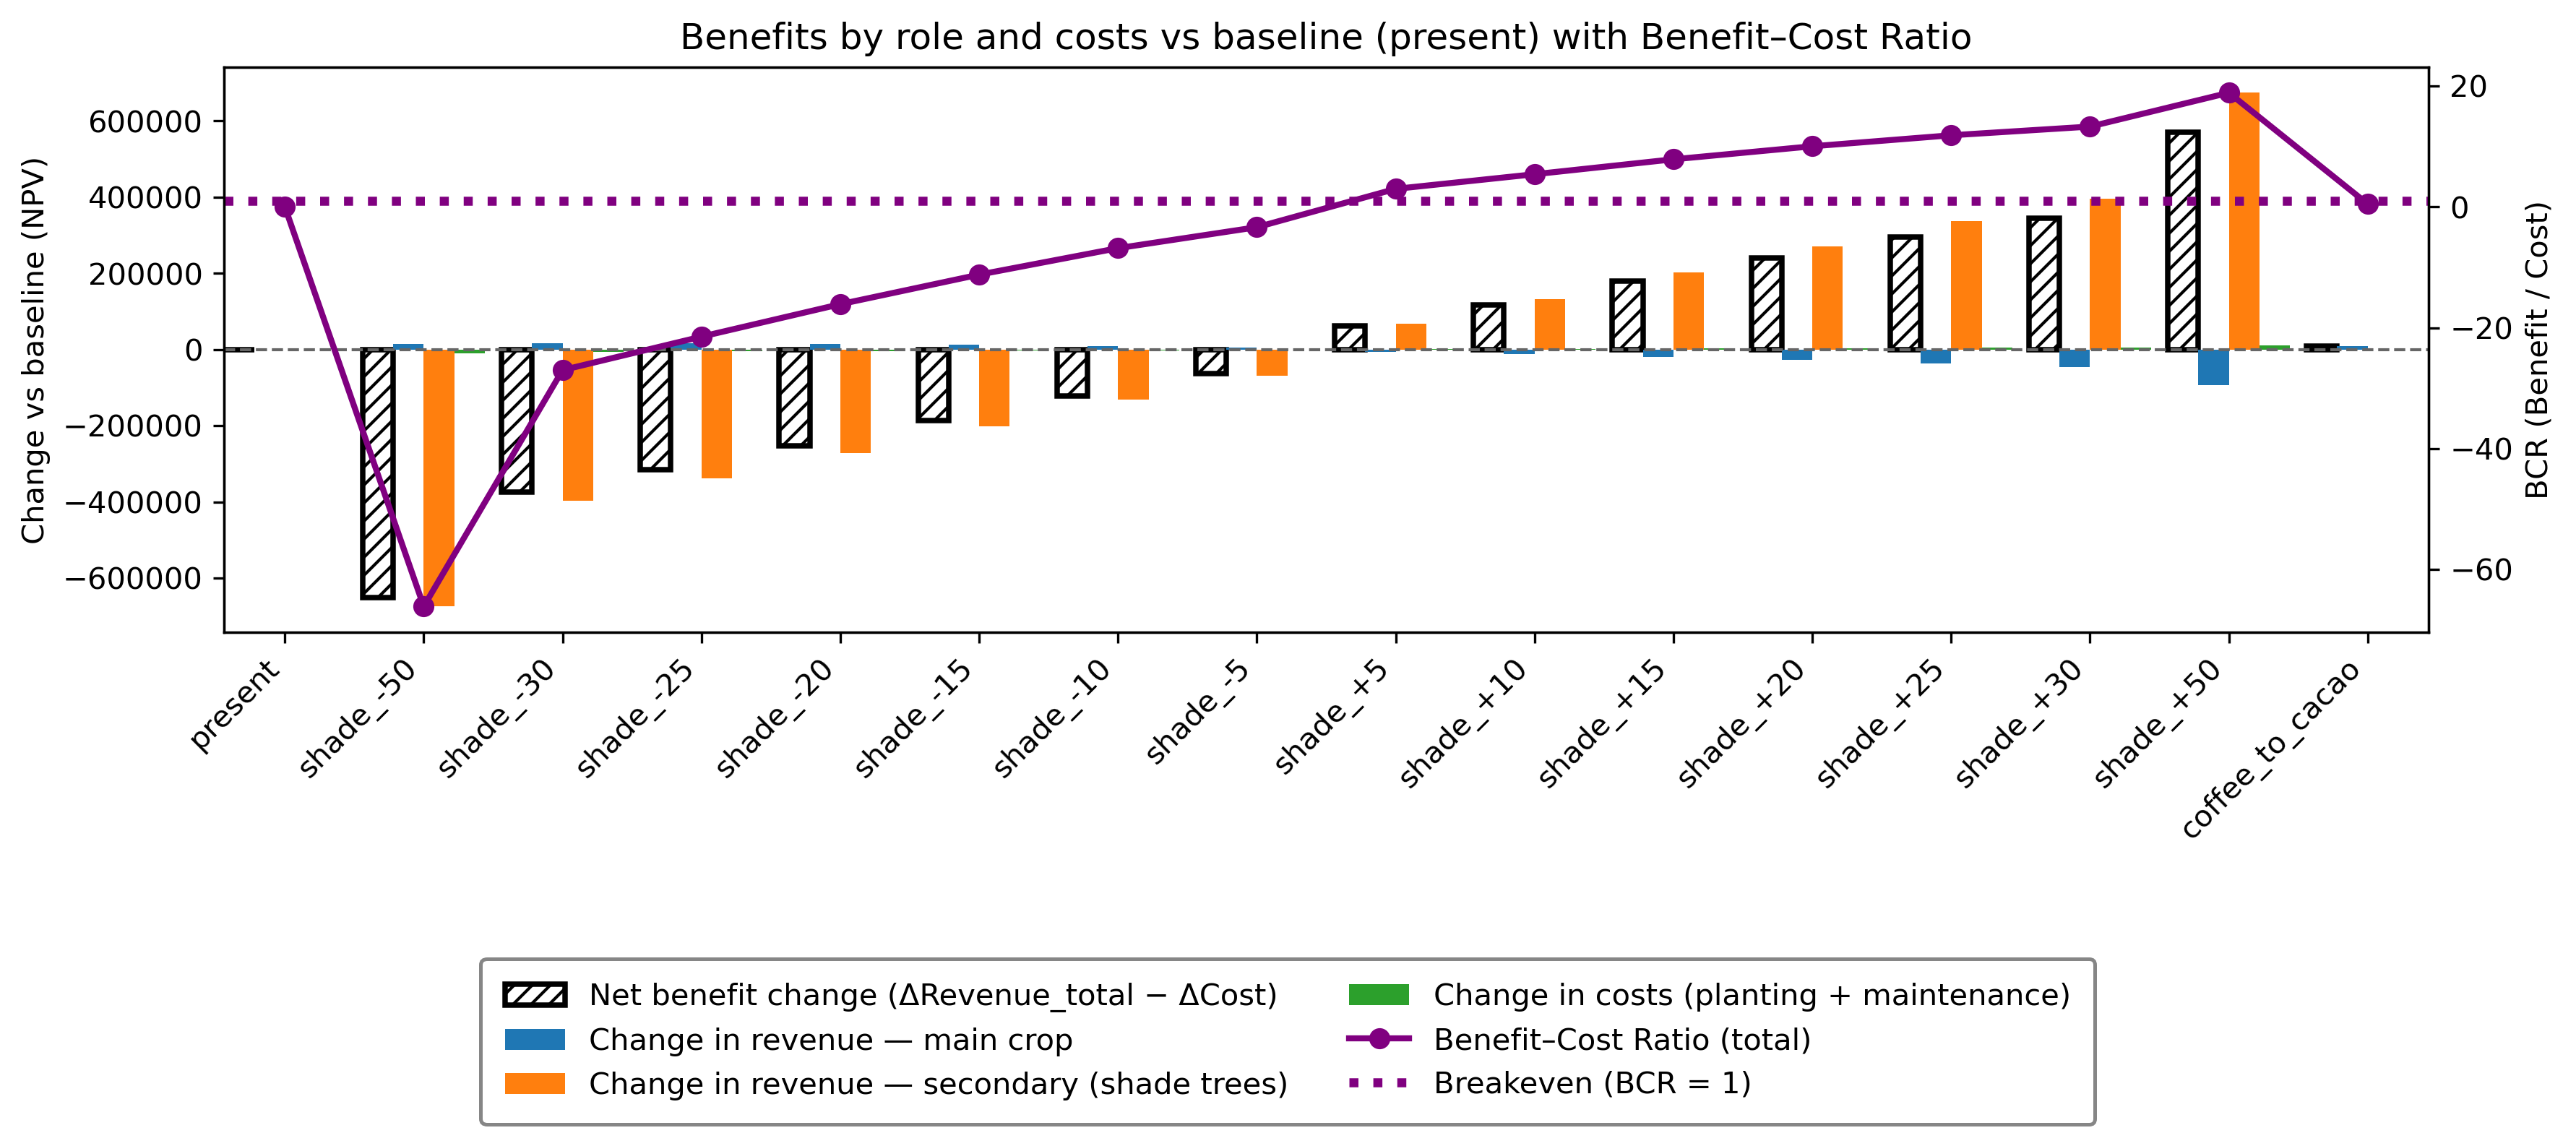 Benefits by role and costs vs baseline (present) with Benefit–Cost Ratio
Change vs baseline (NPV)
600000
400000
200000
0
−200000
−400000
−600000
20
0
−20
−40
−60
BCR (Benefit / Cost)
present
shade_-50
shade_-30
shade_-25
shade_-20
shade_-15
shade_-10
shade_-5
shade_+5
shade_+10
shade_+15
shade_+20
shade_+25
shade_+30
shade_+50
coffee_to_cacao
Net benefit change (ΔRevenue_total − ΔCost)
Change in revenue — main crop
Change in revenue — secondary (shade trees)
Change in costs (planting + maintenance)
Benefit–Cost Ratio (total)
Breakeven (BCR = 1)